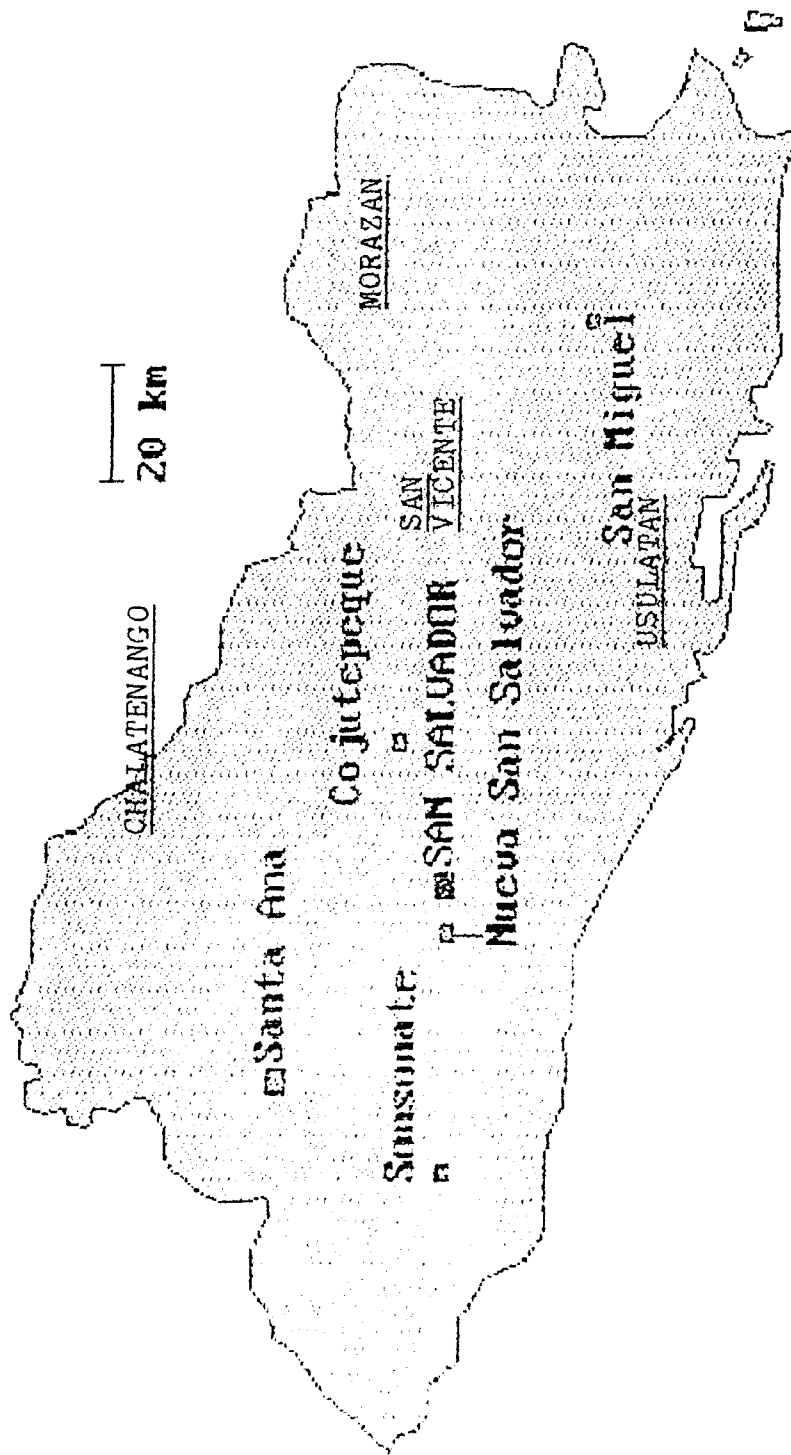 CHALATENANGO
20 km
Santa Ana
Cojutepeque
MORAZAN
Sonsonate
SAN
VICENTE
SAN SALVADOR
Nueva San Salvador
San Miguel
USULATAN